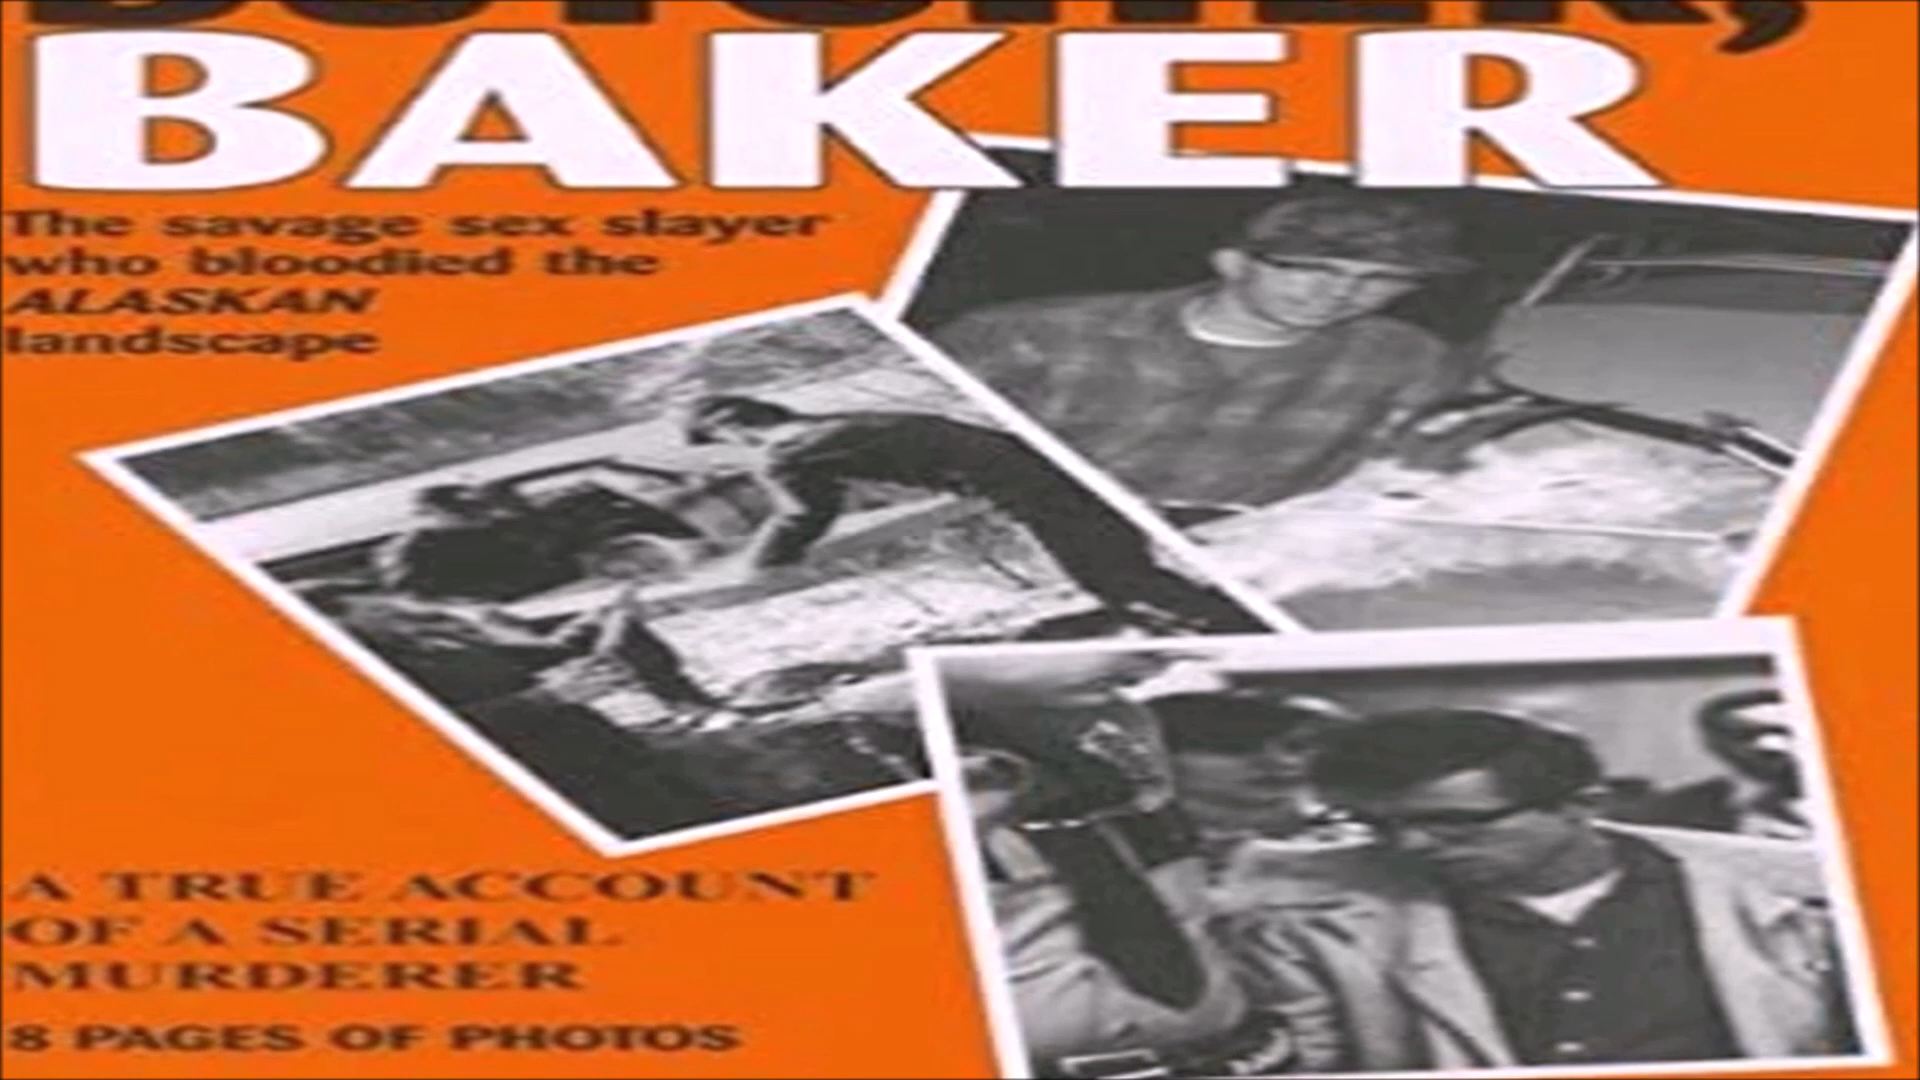 BUTCHER,
BAKER
The savage sex slayer
who bloodied the
ALASKAN
landscape
A TRUE ACCOUNT
OF A SERIAL
MURDERER
8 PAGES OF PHOTOS